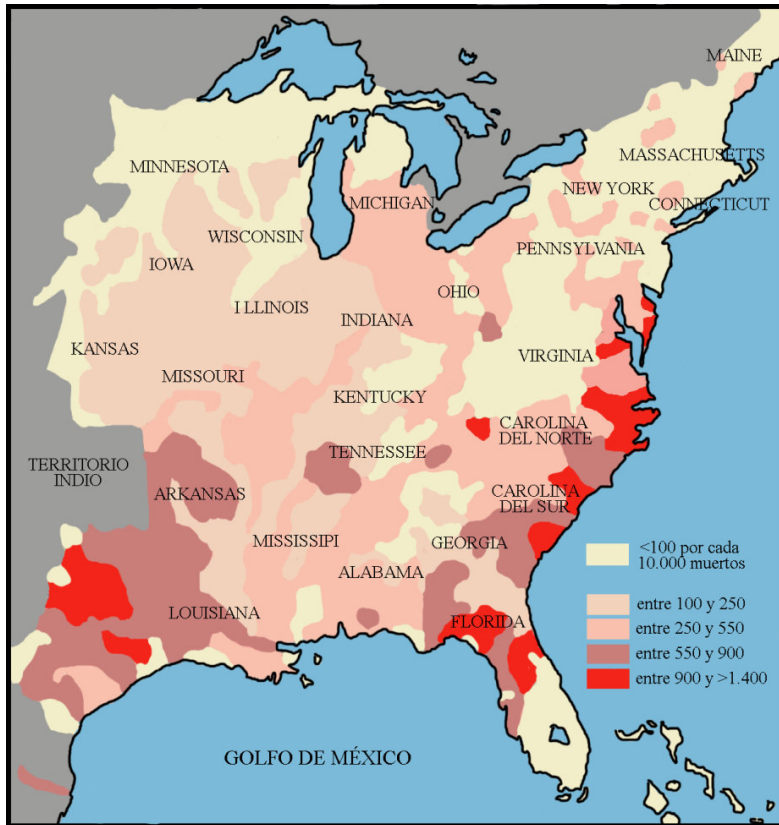 MAINE
MINNESOTA
MASSACHUSETTS
NEW YORK
MICHIGAN
CONNECTICUT
WISCONSIN
PENNSYLVANIA
IOWA
OHIO
I LLINOIS
INDIANA
KANSAS
VIRGINIA
MISSOURI
KENTUCKY
CAROLINA
DEL NORTE
TENNESSEE
TERRITORIO
INDIO
ARKANSAS
CAROLINA
DEL SUR
MISSISSIPI
GEORGIA
ALABAMA
LOUISIANA
FLORIDA
<100 por cada
10.000 muertos
entre 100 y 250
entre 250 y 550
entre 550 y 900
entre 900 y >1.400
GOLFO DE MÉXICO